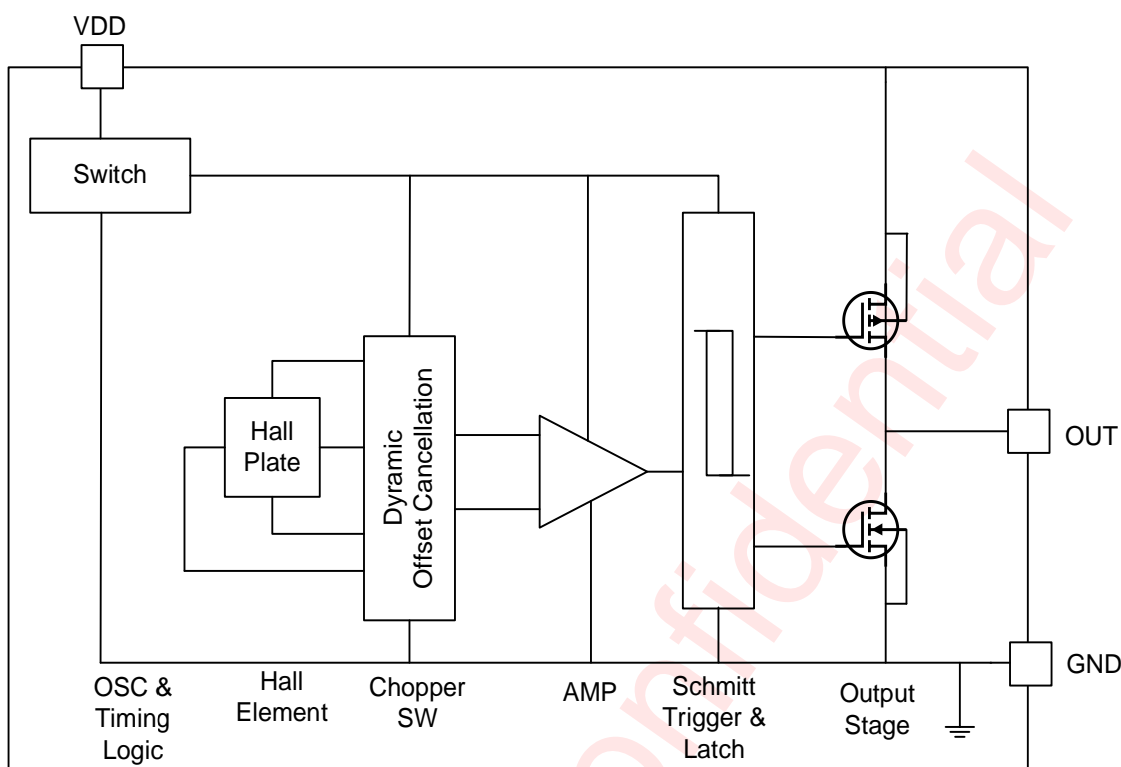 VDD
Switch
Hall
Plate
Dyramic
Offset Cancellation
OUT
GND
OSC &
Timing
Logic
Hall
Element
Chopper
SW
AMP
Schmitt
Trigger &
Latch
Output
Stage
onfidential